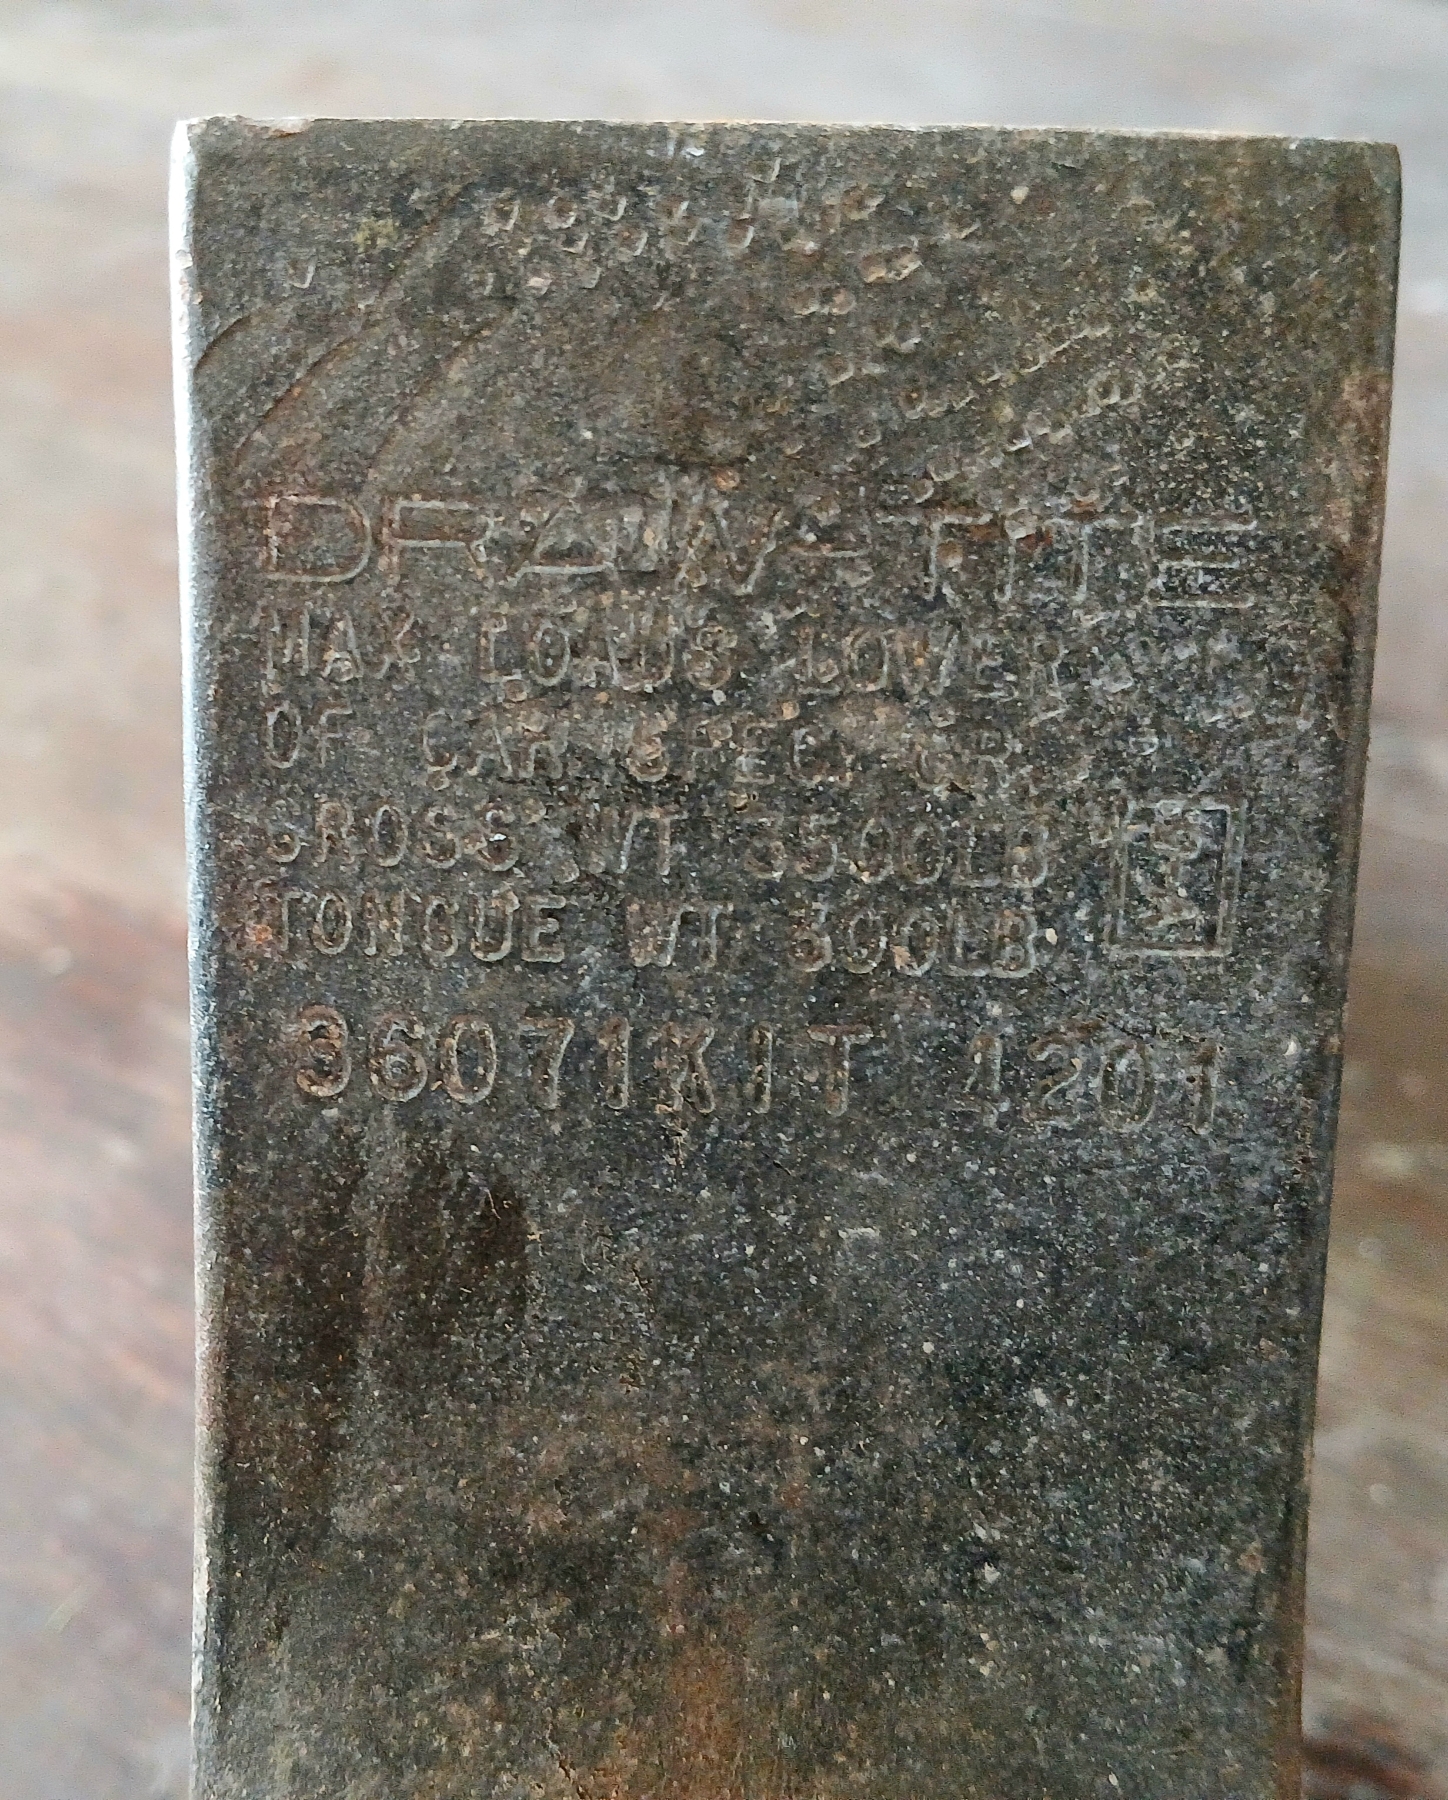 DRAW-TITE
MAX LOADS LOWER
OF CAR SPEC OR
GROSS WT 3500LB
TONGUE WT 300LB
36071KIT 4201